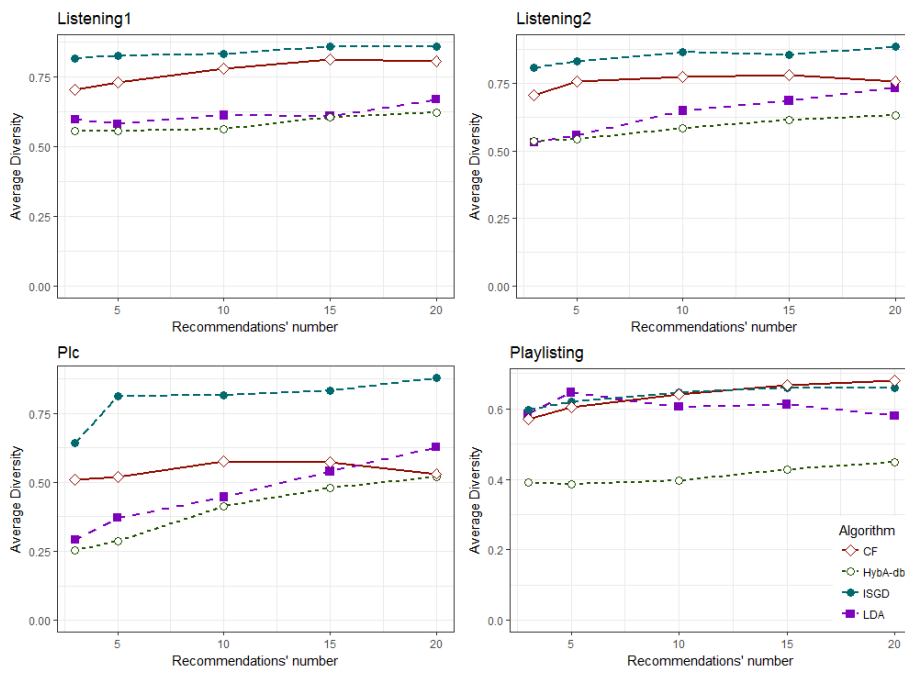 Listening1
Average Diversity
0.75
0.50
0.25
0.00
5 10 15 20
Recommendations' number
Listening2
Average Diversity
0.75
0.50
0.25
0.00
5 10 15 20
Recommendations' number
Plc
Average Diversity
0.75
0.50
0.25
0.00
5 10 15 20
Recommendations' number
Playlisting
Average Diversity
0.6
0.4
0.2
0.0
Algorithm
CF
HybA-db
ISGD
LDA
5 10 15 20
Recommendations' number